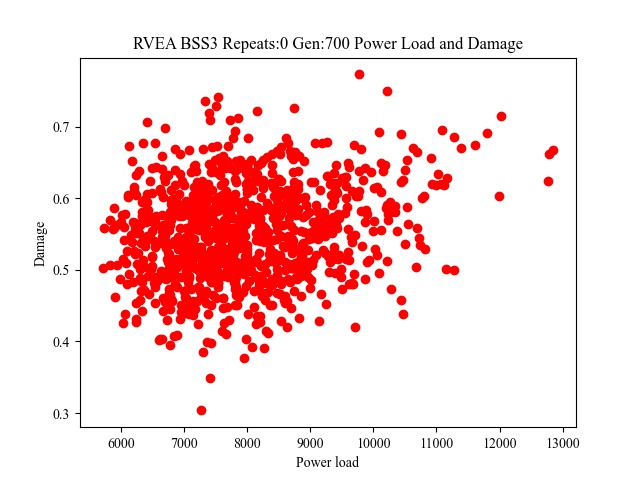 RVEA BSS3 Repeats:0 Gen:700 Power Load and Damage
0.7
0.6
0.5
0.4
0.3
Damage
6000 7000 8000 9000 10000 11000 12000 13000
Power load